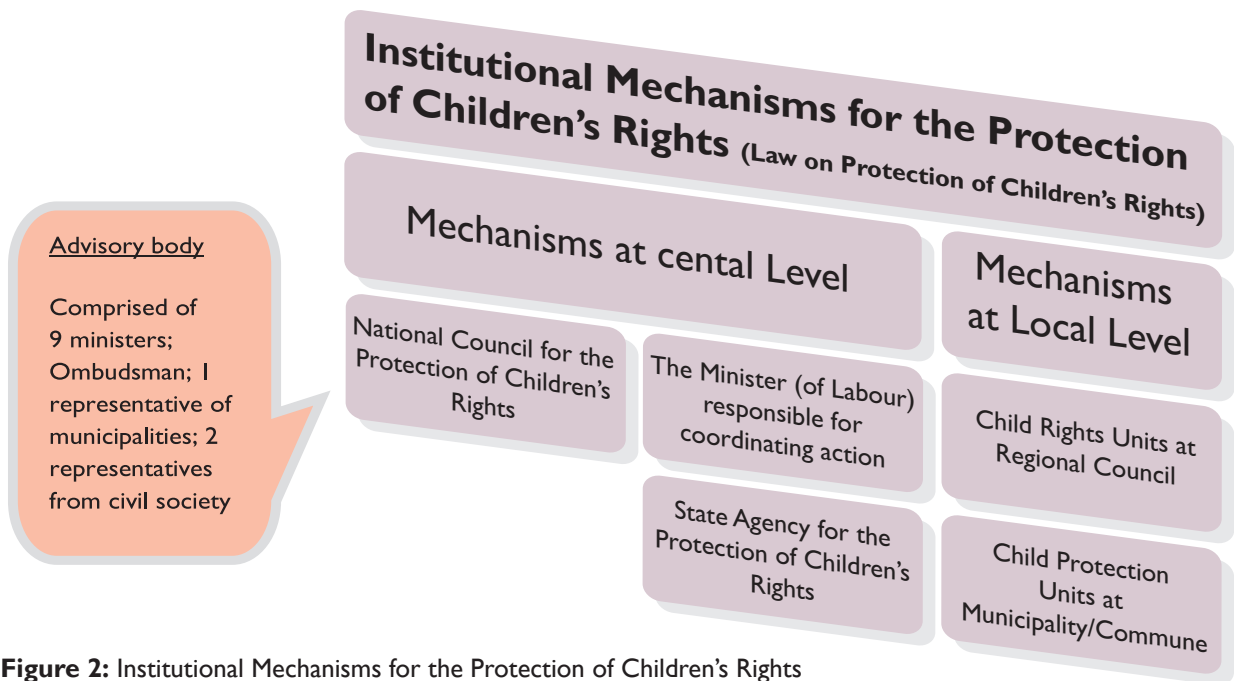 Institutional Mechanisms for the Protection
of Children's Rights (Law on Protection of Children's Rights)
Mechanisms at cental Level
Mechanisms
at Local Level
Advisory body
Comprised of
9 ministers;
Ombudsman; 1
representative of
municipalities; 2
representatives
from civil society
National Council for the
Protection of Children's
Rights
The Minister (of Labour)
responsible for
coordinating action
Child Rights Units at
Regional Council
State Agency for the
Protection of Children's
Rights
Child Protection
Units at
Municipality/Commune
Figure 2: Institutional Mechanisms for the Protection of Children's Rights